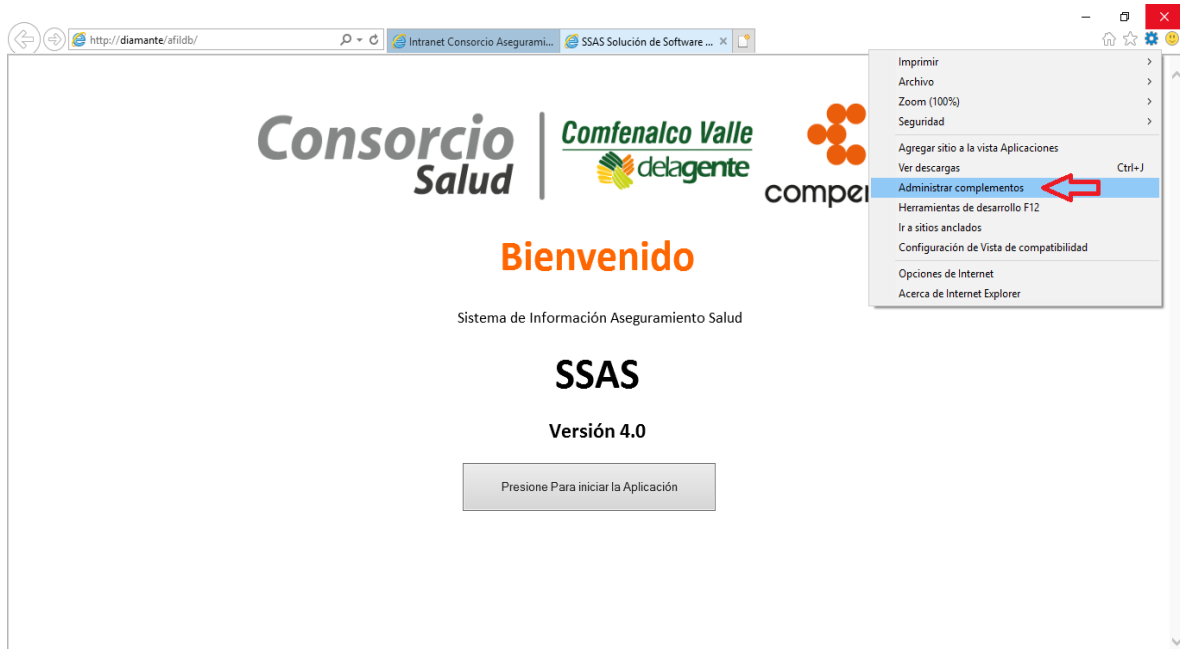 http://diamante/afildb/
Intranet Consorcio Asegurami...
SSAS Solución de Software ...
Imprimir
Archivo
Zoom (100%)
Seguridad
Agregar sitio a la vista Aplicaciones
Ver descargas Ctrl+J
Administrar complementos
Herramientas de desarrollo F12
Ir a sitios anclados
Configuración de Vista de compatibilidad
Opciones de Internet
Acerca de Internet Explorer
Consorcio
Salud
Comfenalco Valle
delagente
compe
Bienvenido
Sistema de Información Aseguramiento Salud
SSAS
Versión 4.0
Presione Para iniciar la Aplicación